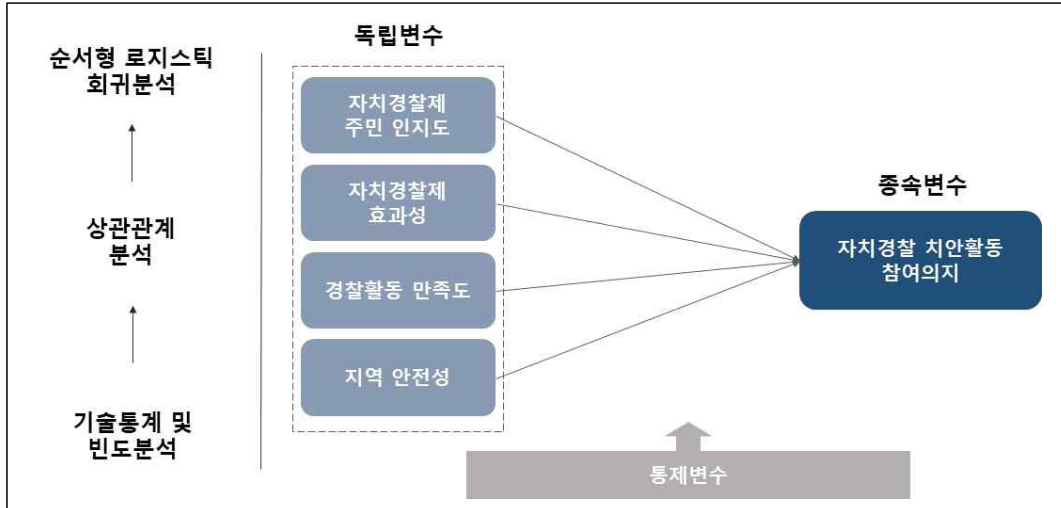 순서형 로지스틱
회귀분석
상관관계
분석
기술통계 및
빈도분석
독립변수
자치경찰제
주민 인지도
자치경찰제
효과성
경찰활동 만족도
지역 안전성
종속변수
자치경찰 치안활동
참여의지
통제변수